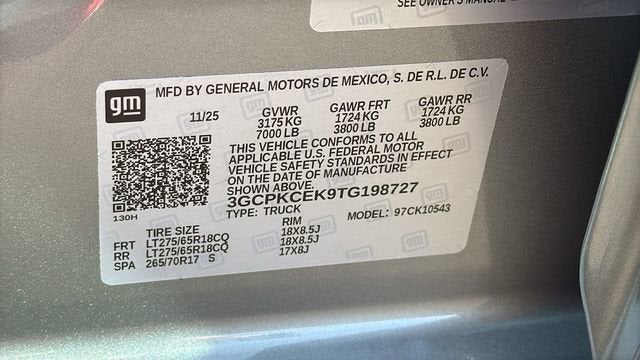 SEE OWNER'S MANUAL
gm
MFD BY GENERAL MOTORS DE MEXICO, S. DE R.L. DE C.V.
11/25 GVWR GAWR FRT GAWR RR
3175 KG 1724 KG 1724 KG
7000 LB 3800 LB 3800 LB
THIS VEHICLE CONFORMS TO ALL
APPLICABLE U.S. FEDERAL MOTOR
VEHICLE SAFETY STANDARDS IN EFFECT
ON THE DATE OF MANUFACTURE
SHOWN ABOVE.
3GCPKCEK9TG198727
130H TYPE: TRUCK MODEL: 97CK10543
TIRE SIZE RIM
FRT LT275/65R18CQ 18X8.5J
RR LT275/65R18CQ 18X8.5J
SPA 265/70R17 S 17X8J